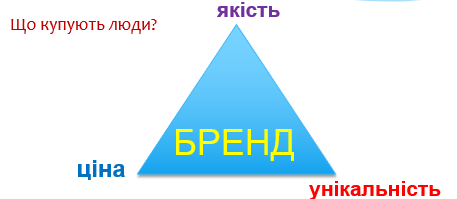 якість
Що купують люди?
БРЕНД
ціна
унікальність